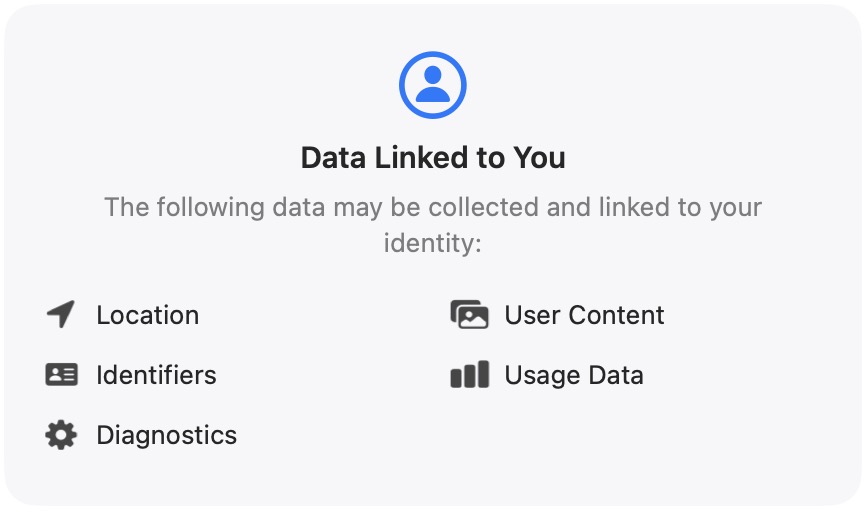 Data Linked to You
The following data may be collected and linked to your
identity:
Location
User Content
Identifiers
Usage Data
Diagnostics